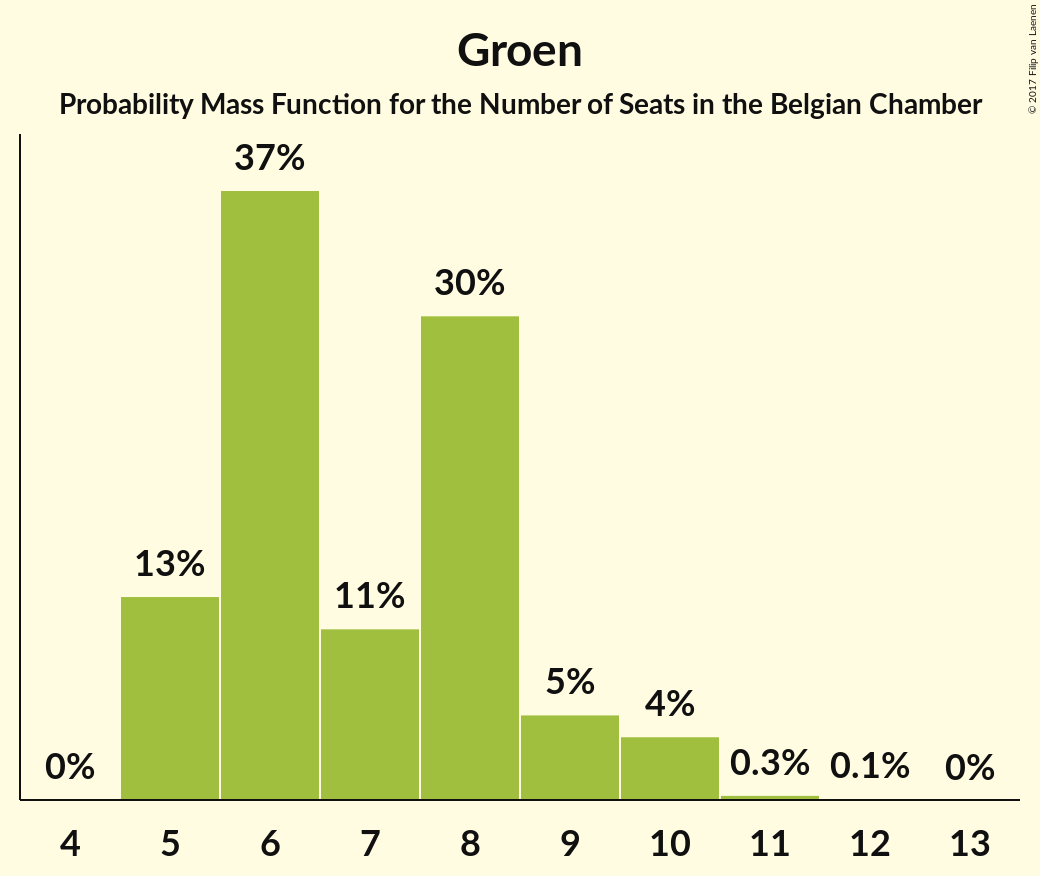 Groen
Probability Mass Function for the Number of Seats in the Belgian Chamber
© 2017 Filip van Laenen
37%
30%
13%
11%
5%
4%
0%
0.3%
0.1%
0%
4 5 6 7 8 9 10 11 12 13